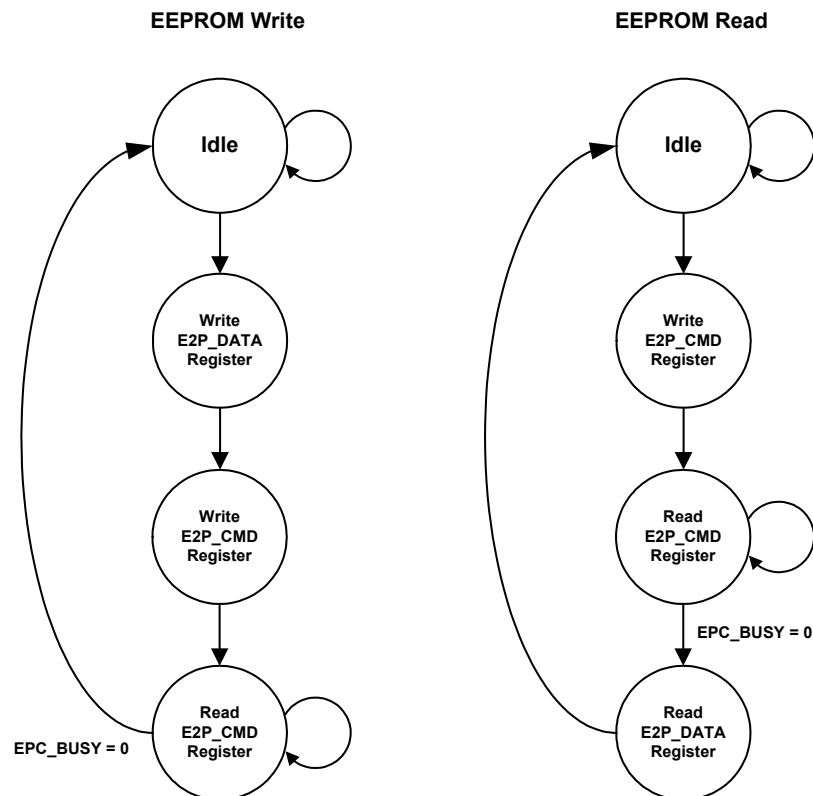 EEPROM Write
Idle
Write
E2P_DATA
Register
Write
E2P_CMD
Register
Read
E2P_CMD
Register
EPC_BUSY = 0
EEPROM Read
Idle
Write
E2P_CMD
Register
Read
E2P_CMD
Register
EPC_BUSY = 0
Read
E2P_DATA
Register